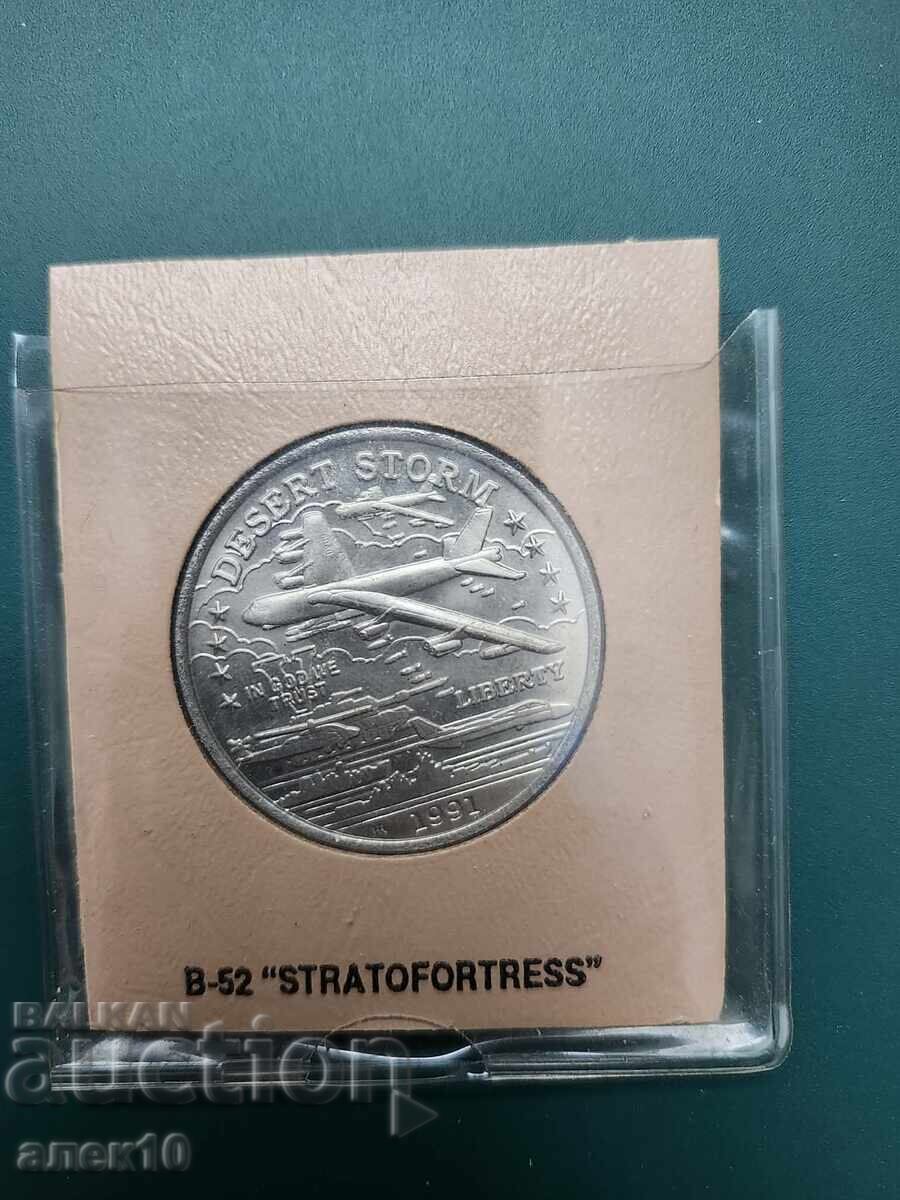 DESERT STORM
IN GOD WE
TRUST
LIBERTY
1991
B-52 “STRATOFORTRESS”
BALKAN
auction
алек10